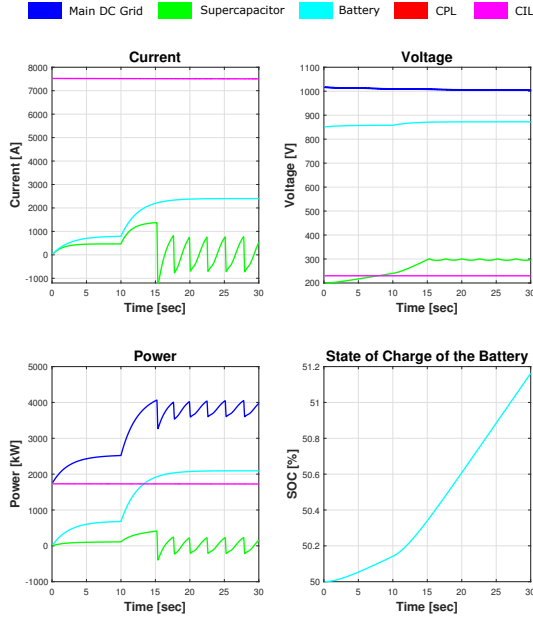 Main DC Grid Supercapacitor Battery CPL CIL
Current Voltage
8000
7000
6000
5000
4000
3000
2000
1000
0
-1000
Current [A]
0 5 10 15 20 25 30
Time [sec]
1100
1000
900
800
700
600
500
400
300
200
Voltage [V]
0 5 10 15 20 25 30
Time [sec]
Power State of Charge of the Battery
5000
4000
3000
2000
1000
0
-1000
Power [kW]
0 5 10 15 20 25 30
Time [sec]
51.2
51
50.8
50.6
50.4
50.2
50
SOC [%]
0 5 10 15 20 25 30
Time [sec]